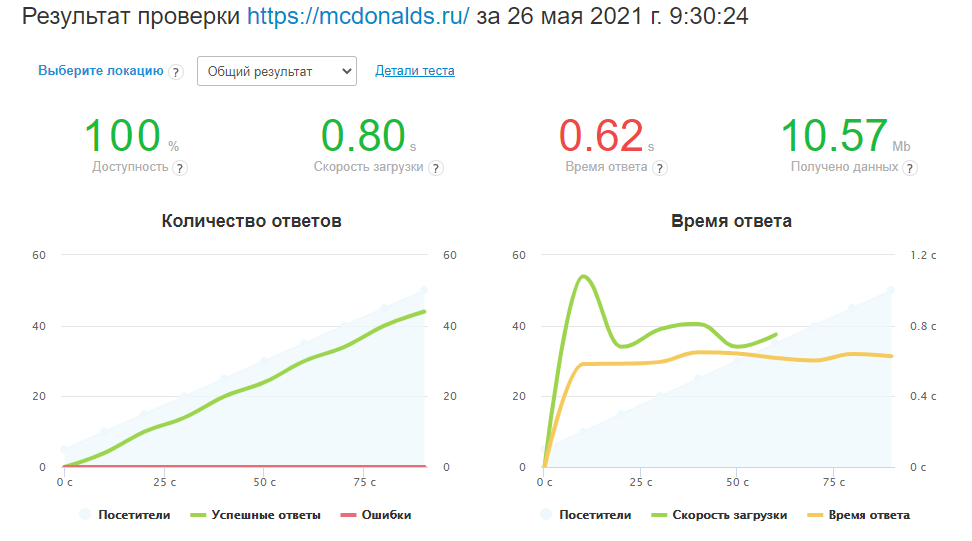 Результат проверки https://mcdonalds.ru/ за 26 мая 2021 г. 9:30:24
Выберите локацию ? Общий результат Детали теста
100 % 0.80 s 0.62 s 10.57 Mb
Доступность ? Скорость загрузки ? Время ответа ? Получено данных ?
Количество ответов
60 60
40 40
20 20
0 0
0 с 25 с 50 с 75 с
Посетители Успешные ответы Ошибки
Время ответа
60 1.2 с
40 0.8 с
20 0.4 с
0 0 с
0 с 25 с 50 с 75 с
Посетители Скорость загрузки Время ответа